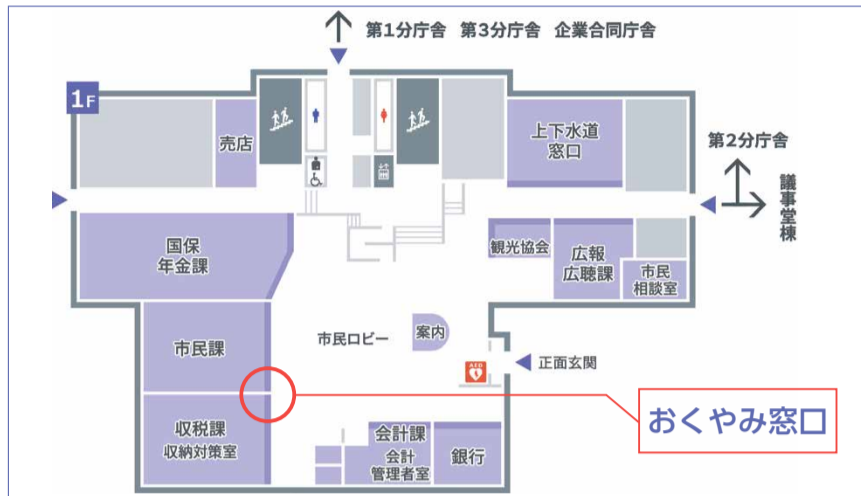 第1分庁舎 第3分庁舎 企業合同庁舎
1F
売店
上下水道
窓口
第2分庁舎
議事堂棟
国保
年金課
観光協会
広報
広聴課
市民
相談室
市民課
市民ロビー
案内
AED
正面玄関
おくやみ窓口
収税課
収納対策室
会計課
会計
管理者室
銀行